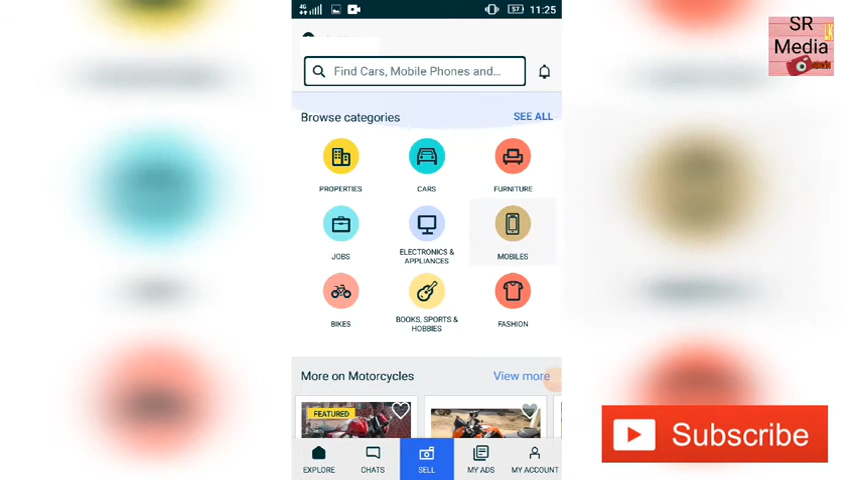 4G
57
11:25
SR
Media
Find Cars, Mobile Phones and...
Browse categories
SEE ALL
PROPERTIES
CARS
FURNITURE
JOBS
ELECTRONICS &
APPLIANCES
MOBILES
BIKES
BOOKS, SPORTS &
HOBBIES
FASHION
More on Motorcycles
View more
FEATURED
Subscribe
EXPLORE
CHATS
SELL
MY ADS
MY ACCOUNT